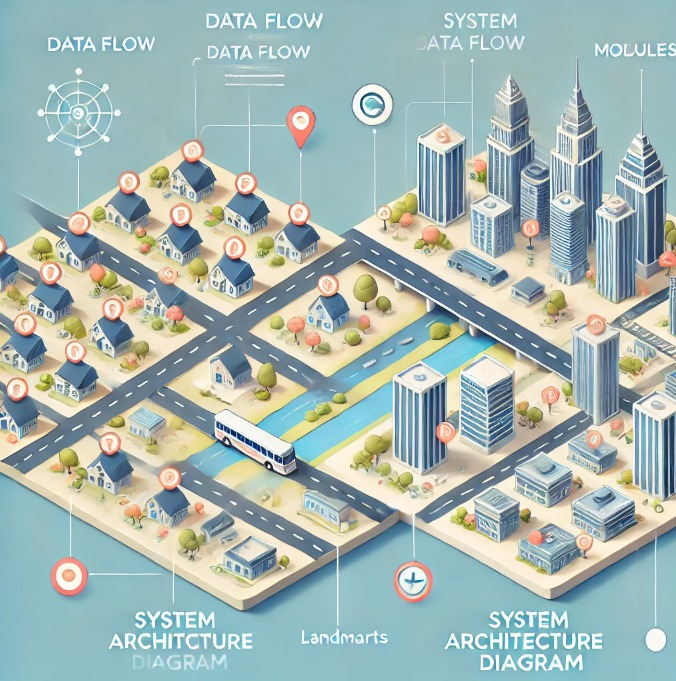 DATA FLOW
DATA FLOW
DATA FLOW
SYSTEM
DATA FLOW
MOLULES
SYSTEM
ARCHITCTURE
DIAGRAM
Landmarts
SYSTEM
ARCHITECTURE
DIAGRAM